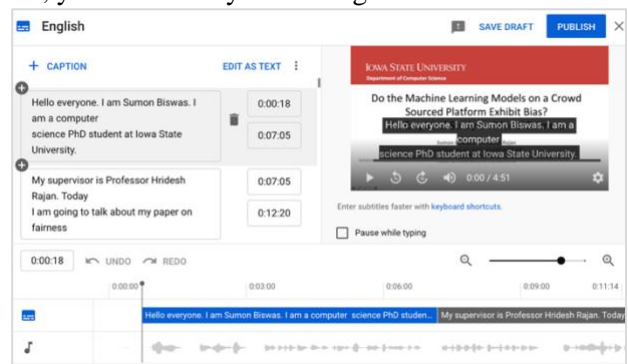 English
SAVE DRAFT
PUBLISH
+ CAPTION
EDIT AS TEXT
Hello everyone. I am Sumon Biswas. I
am a computer
science PhD student at Iowa State
University.
0:00:18
0:07:05
My supervisor is Professor Hridesh
Rajan. Today
I am going to talk about my paper on
fairness
0:07:05
0:12:20
IOWA STATE UNIVERSITY
Department of Computer Science
Do the Machine Learning Models on a Crowd
Sourced Platform Exhibit Bias?
Hello everyone. I am Sumon Biswas. I am a
computer
science PhD student at Iowa State University.
0:00 / 4:51
Enter subtitles faster with keyboard shortcuts.
Pause while typing
0:00:18
UNDO
REDO
0:00:00
0:03:00
0:06:00
0:09:00
0:11:14
Hello everyone. I am Sumon Biswas. I am a computer science PhD studen...
My supervisor is Professor Hridesh Rajan. Today